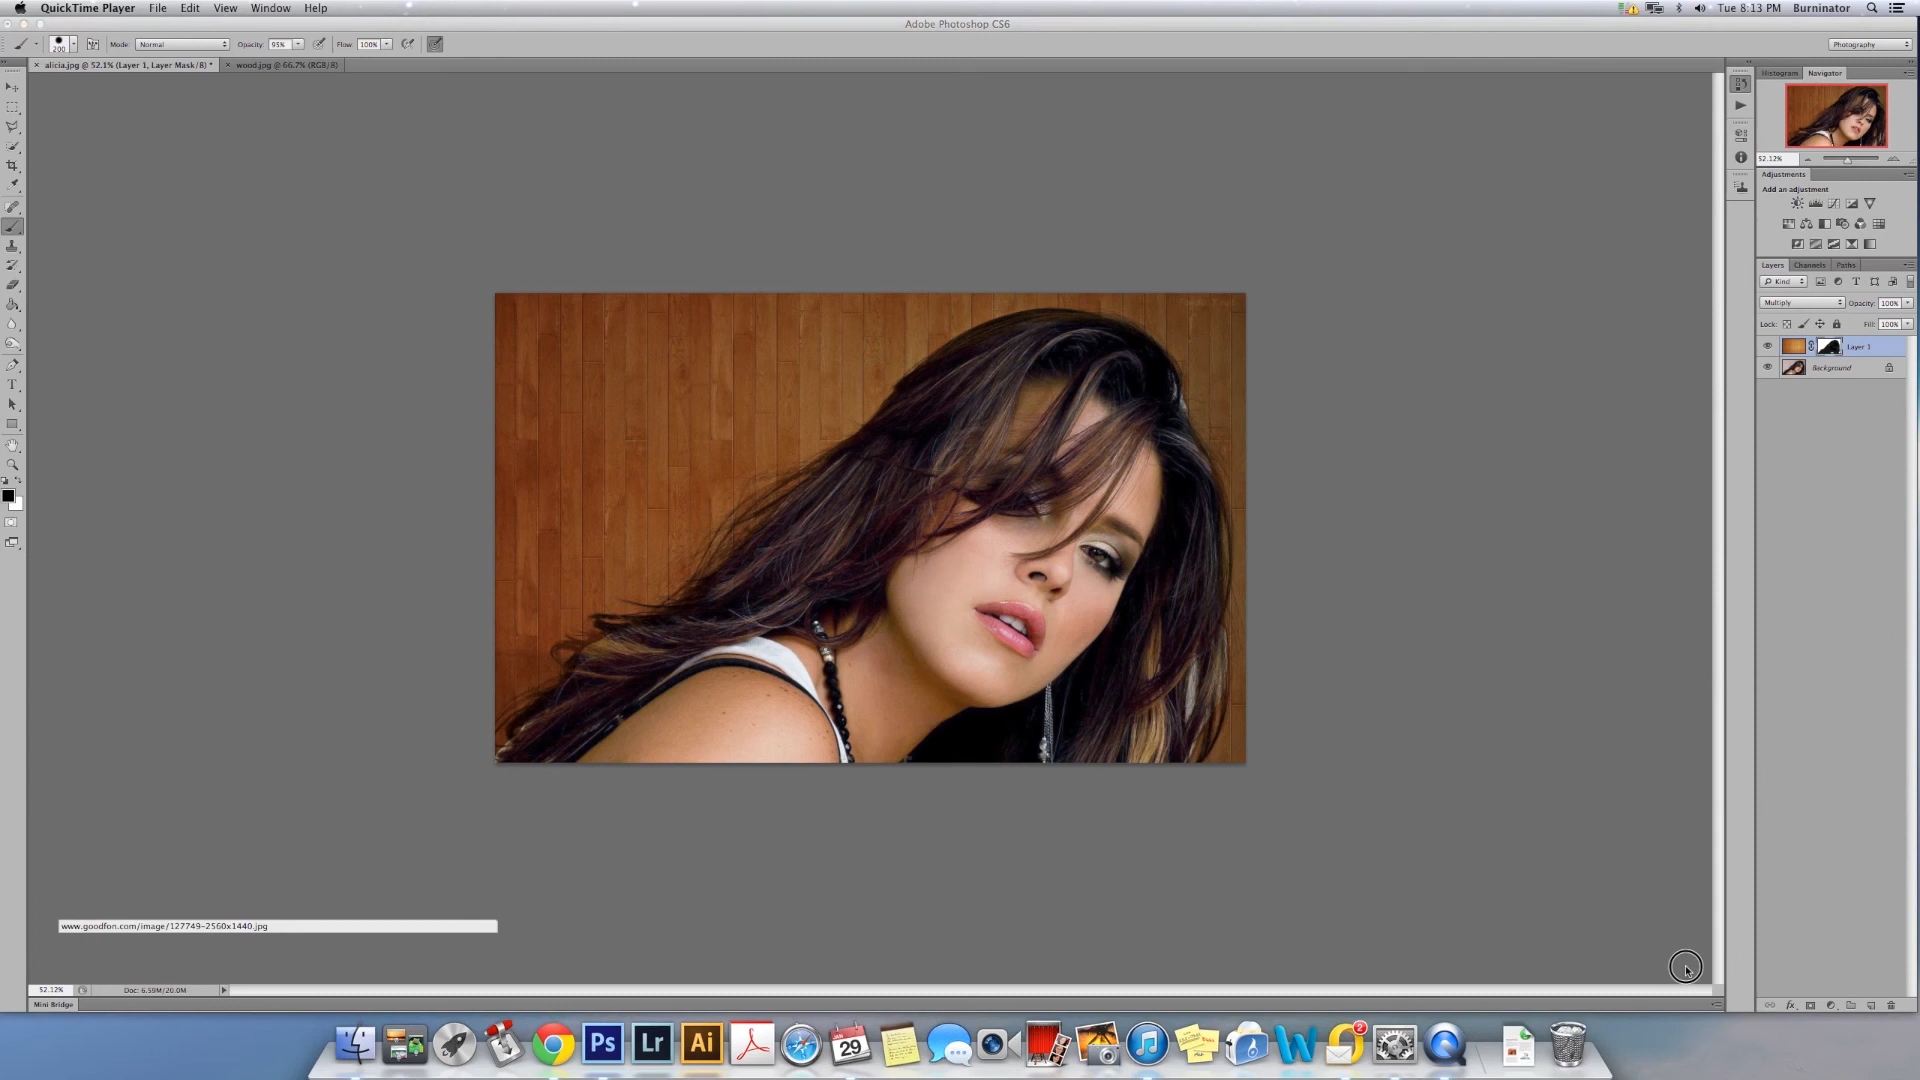 QuickTime Player File Edit View Window Help
Tue 8:13 PM Burninator
Adobe Photoshop CS6
200 Mode: Normal Opacity: 95% Flow: 100%
Photography
alicia.jpg @ 52.1% (Layer 1, Layer Mask/8) *
wood.jpg @ 66.7% (RGB/8)
Histogram Navigator
52.12%
Adjustments
Add an adjustment
Layers Channels Paths
Kind
Multiply Opacity: 100%
Lock: Fill: 100%
Layer 1
Background
T
www.goodfon.com/image/127749-2560x1440.jpg
52.12% Doc: 6.59M/20.0M
Mini Bridge
fx
Ps Lr Ai
JAN
29
W
2